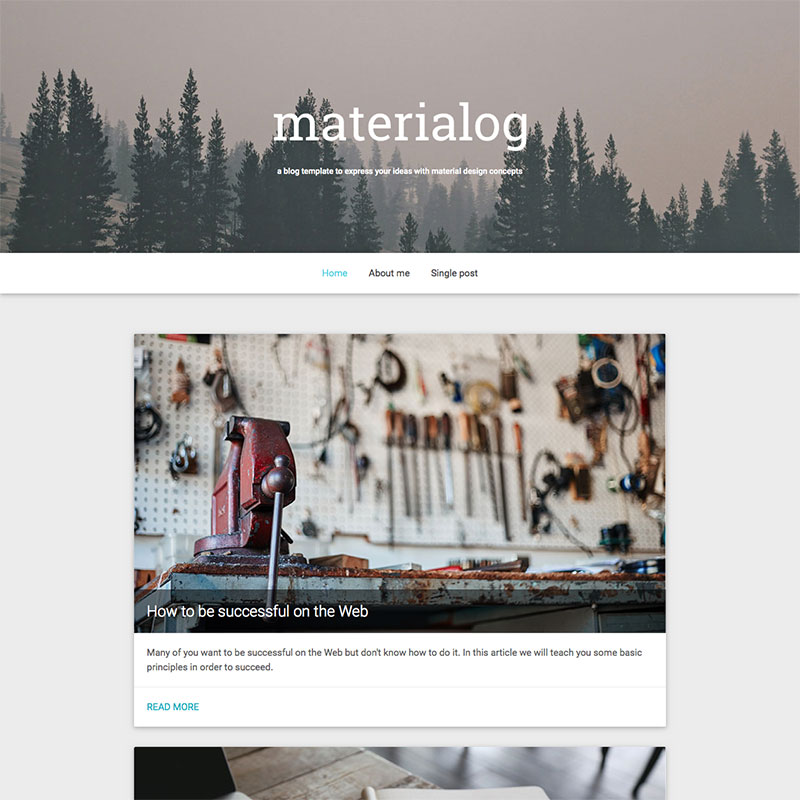 materialog
a blog template to express your ideas with material design concepts
Home About me Single post
How to be successful on the Web
Many of you want to be successful on the Web but don't know how to do it. In this article we will teach you some basic
principles in order to succeed.
READ MORE